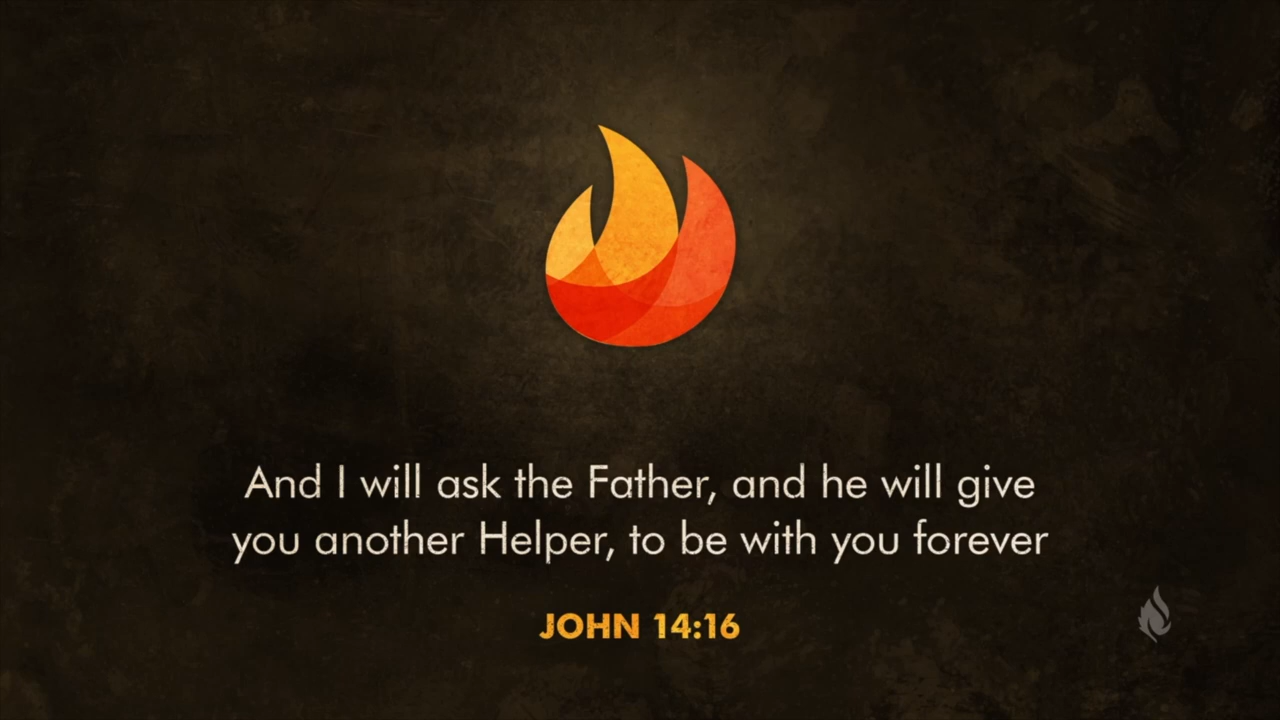 And I will ask the Father, and he will give
you another Helper, to be with you forever
JOHN 14:16